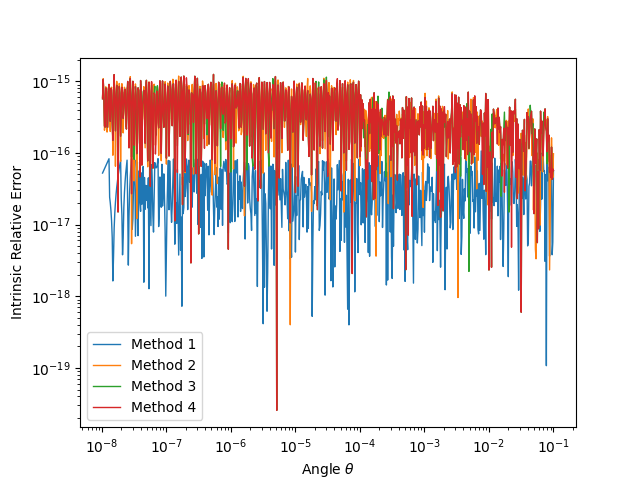 Intrinsic Relative Error
10⁻¹⁵
10⁻¹⁶
10⁻¹⁷
10⁻¹⁸
10⁻¹⁹
Method 1
Method 2
Method 3
Method 4
10⁻⁸ 10⁻⁷ 10⁻⁶ 10⁻⁵ 10⁻⁴ 10⁻³ 10⁻² 10⁻¹
Angle θ